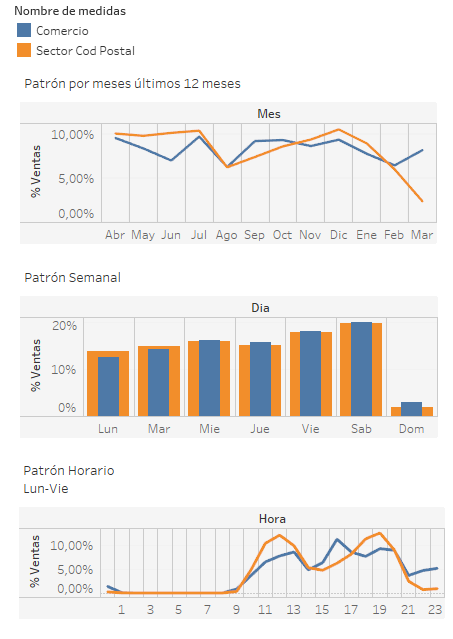 Nombre de medidas
Comercio
Sector Cod Postal
Patrón por meses últimos 12 meses
Mes
% Ventas
10,00%
5,00%
0,00%
Abr May Jun Jul Ago Sep Oct Nov Dic Ene Feb Mar
Patrón Semanal
Dia
% Ventas
20%
10%
0%
Lun Mar Mie Jue Vie Sab Dom
Patrón Horario
Lun-Vie
Hora
% Ventas
10,00%
5,00%
0,00%
1 3 5 7 9 11 13 15 17 19 21 23